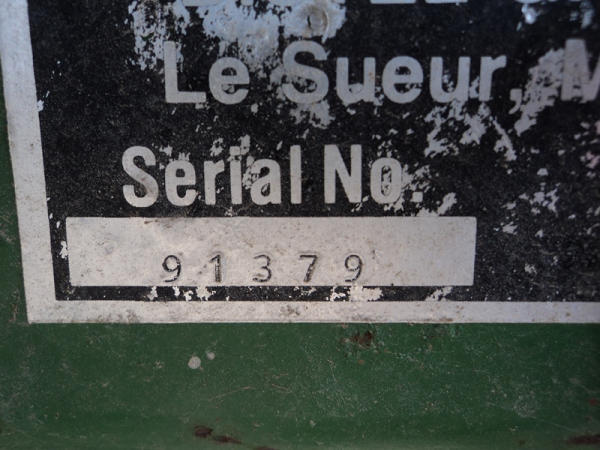 Le Sueur, M
Serial No.
91379